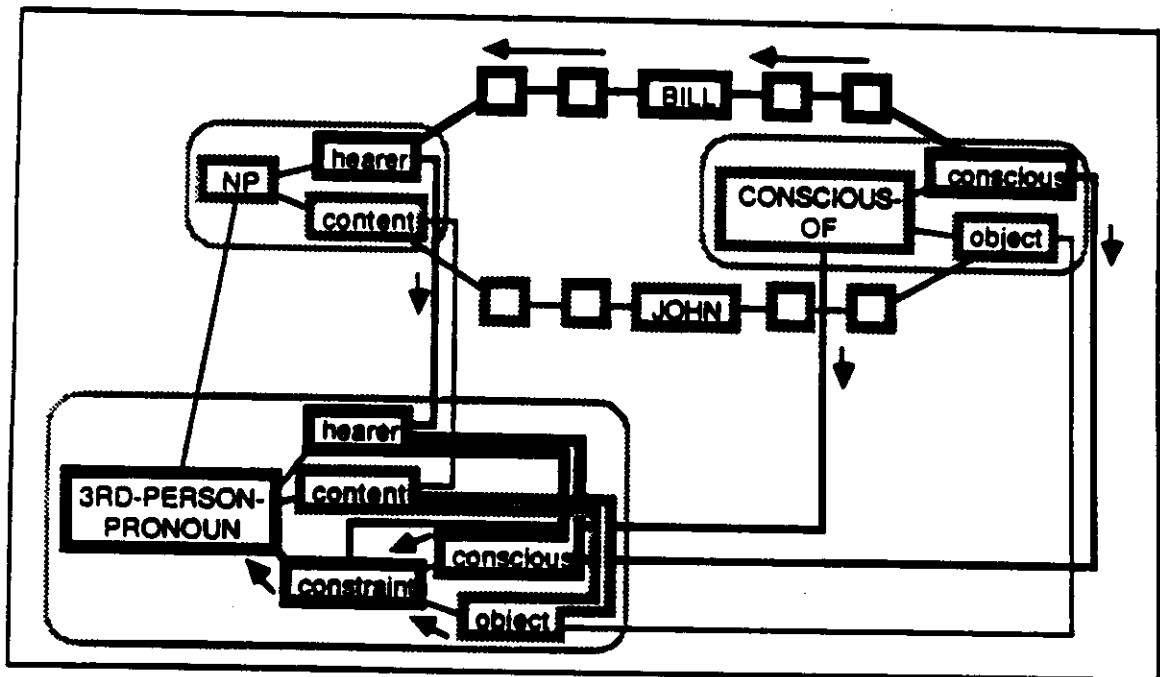 BILL
hearer
NP
content
conscious
CONSCIOUS-
OF
object
JOHN
hearer
content
3RD-PERSON-
PRONOUN
conscious
constraint
object